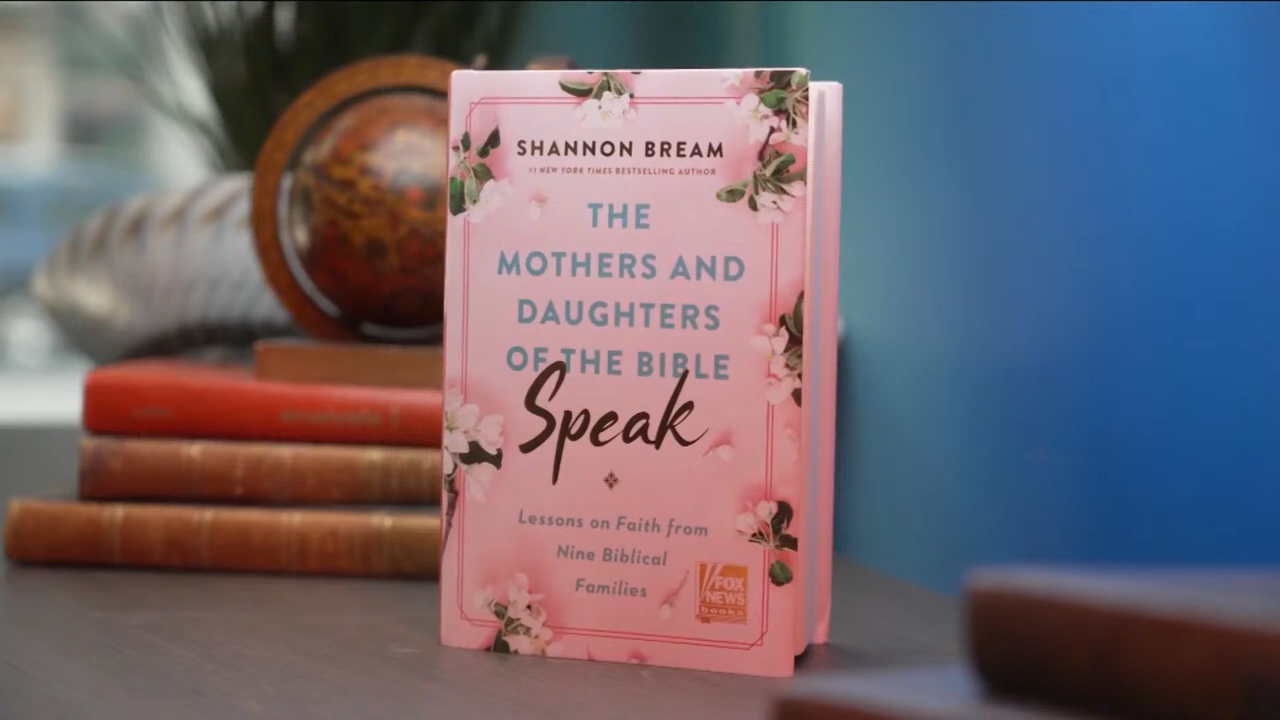 SHANNON BREAM
#1 NEW YORK TIMES BESTSELLING AUTHOR
THE
MOTHERS AND
DAUGHTERS
OF THE BIBLE
Speak
Lessons on Faith from
Nine Biblical
Families
FOX
NEWS
books